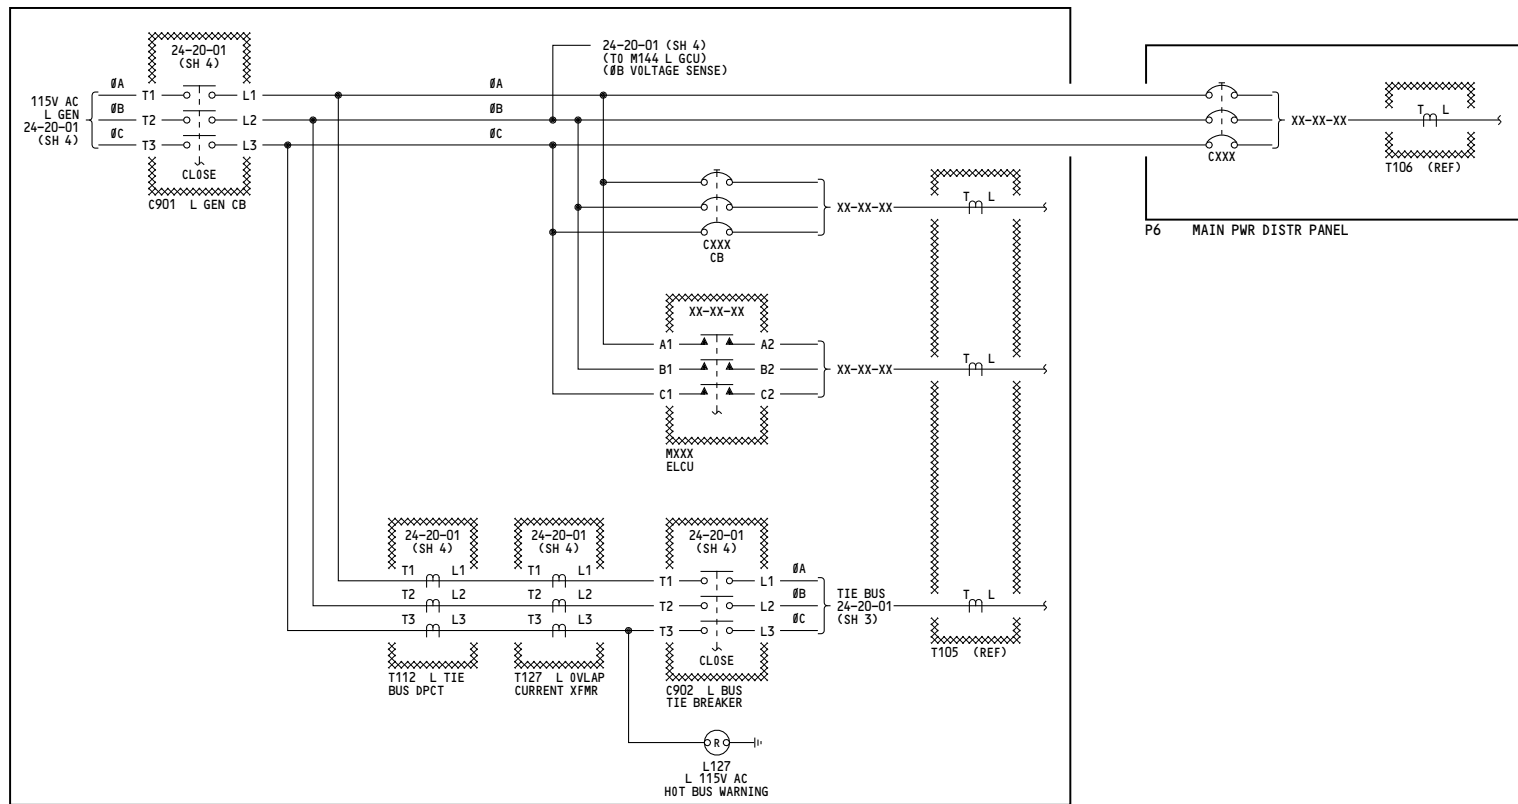 24-20-01
(SH 4)
115V AC
L GEN
24-20-01
(SH 4)
ØA
ØB
ØC
T1
T2
T3
L1
L2
L3
CLOSE
C901 L GEN CB
ØA
ØB
ØC
24-20-01 (SH 4)
(TO M144 L GCU)
(ØB VOLTAGE SENSE)
CXXX
XX-XX-XX
T L
T106 (REF)
P6 MAIN PWR DISTR PANEL
CXXX
CB
XX-XX-XX
T L
XX-XX-XX
A1
B1
C1
A2
B2
C2
XX-XX-XX
T L
MXXX
ELCU
24-20-01
(SH 4)
T1 L1
T2 L2
T3 L3
T112 L TIE
BUS DPCT
24-20-01
(SH 4)
T1 L1
T2 L2
T3 L3
T127 L OVLAP
CURRENT XFMR
24-20-01
(SH 4)
T1
T2
T3
L1
L2
L3
CLOSE
C902 L BUS
TIE BREAKER
ØA
ØB
ØC
TIE BUS
24-20-01
(SH 3)
T L
T105 (REF)
R
L127
L 115V AC
HOT BUS WARNING